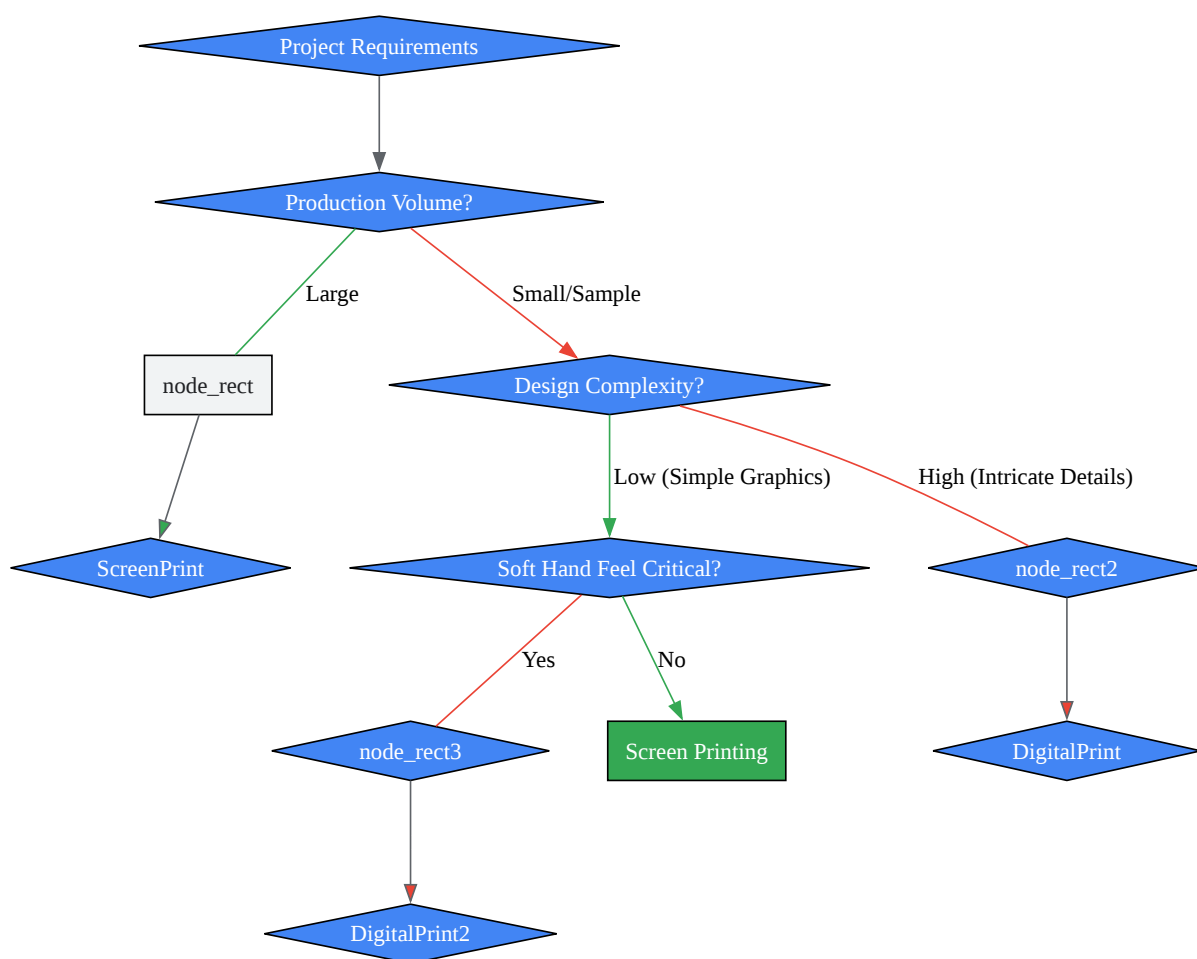 Project Requirements
Production Volume?
Large
Small/Sample
node_rect
Design Complexity?
Low (Simple Graphics)
High (Intricate Details)
ScreenPrint
Soft Hand Feel Critical?
node_rect2
Yes
No
node_rect3
Screen Printing
DigitalPrint
DigitalPrint2